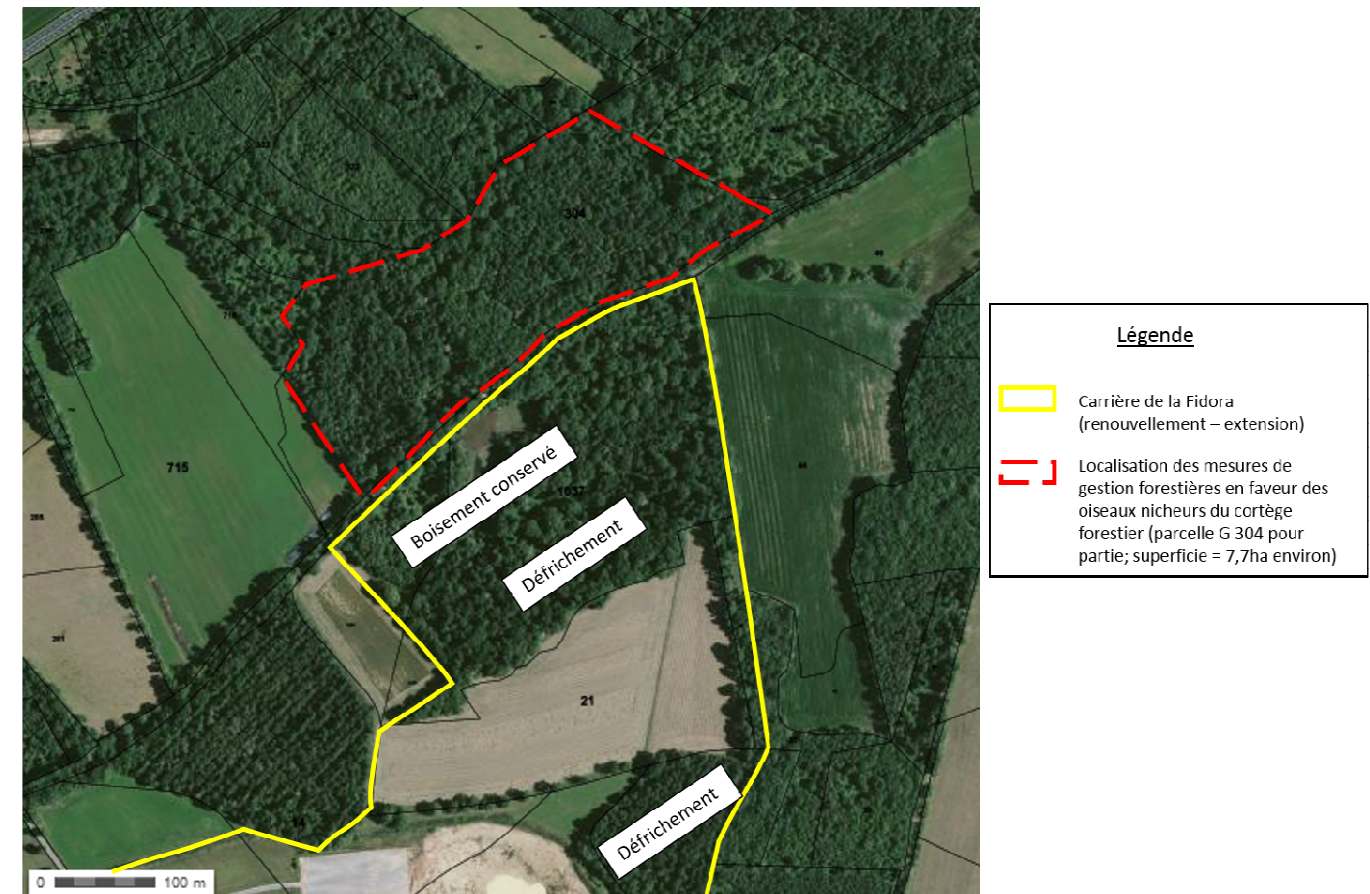 304
715
Boisement conservé
1037
Défrichement
21
Défrichement
14
0 100 m
Légende
Carrière de la Fidora
(renouvellement – extension)
Localisation des mesures de
gestion forestières en faveur des
oiseaux nicheurs du cortège
forestier (parcelle G 304 pour
partie; superficie = 7,7ha environ)